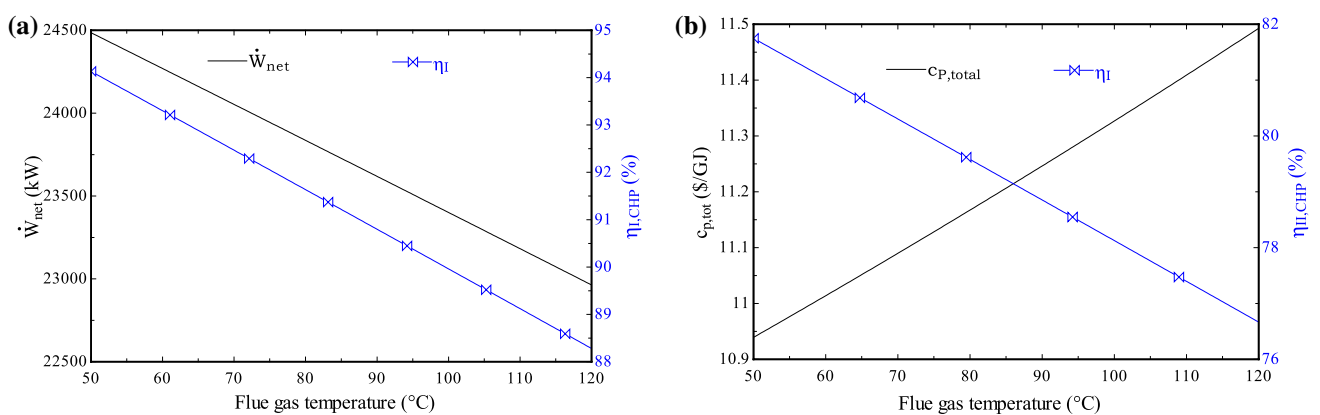 (a)
24500
24000
23500
23000
22500
Ẇnet (kW)
Ẇnet
ηI
95
94
93
92
91
90
89
88
ηI,CHP (%)
50 60 70 80 90 100 110 120
Flue gas temperature (°C)
(b)
11.5
11.4
11.3
11.2
11.1
11
10.9
cp,tot ($/GJ)
cP,total
ηI
82
80
78
76
ηII,CHP (%)
50 60 70 80 90 100 110 120
Flue gas temperature (°C)